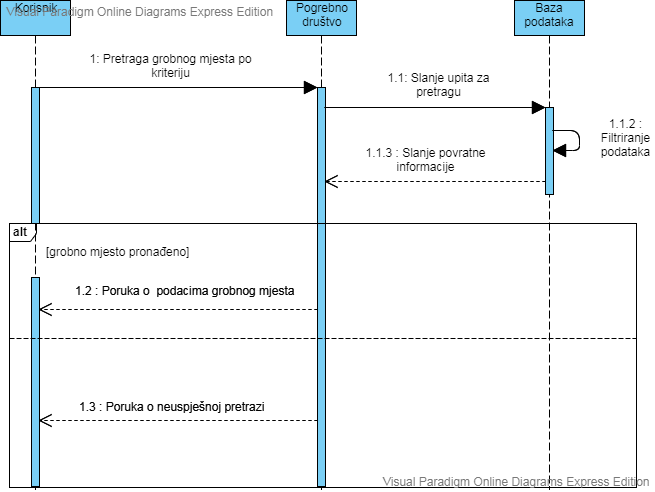 Visual Paradigm Online Diagrams Express Edition
Korisnik
Pogrebno
društvo
Baza
podataka
1: Pretraga grobnog mjesta po
kriteriju
1.1: Slanje upita za
pretragu
1.1.2 :
Filtriranje
podataka
1.1.3 : Slanje povratne
informacije
alt
[grobno mjesto pronađeno]
1.2 : Poruka o podacima grobnog mjesta
1.3 : Poruka o neuspješnoj pretrazi
Visual Paradigm Online Diagrams Express Edition